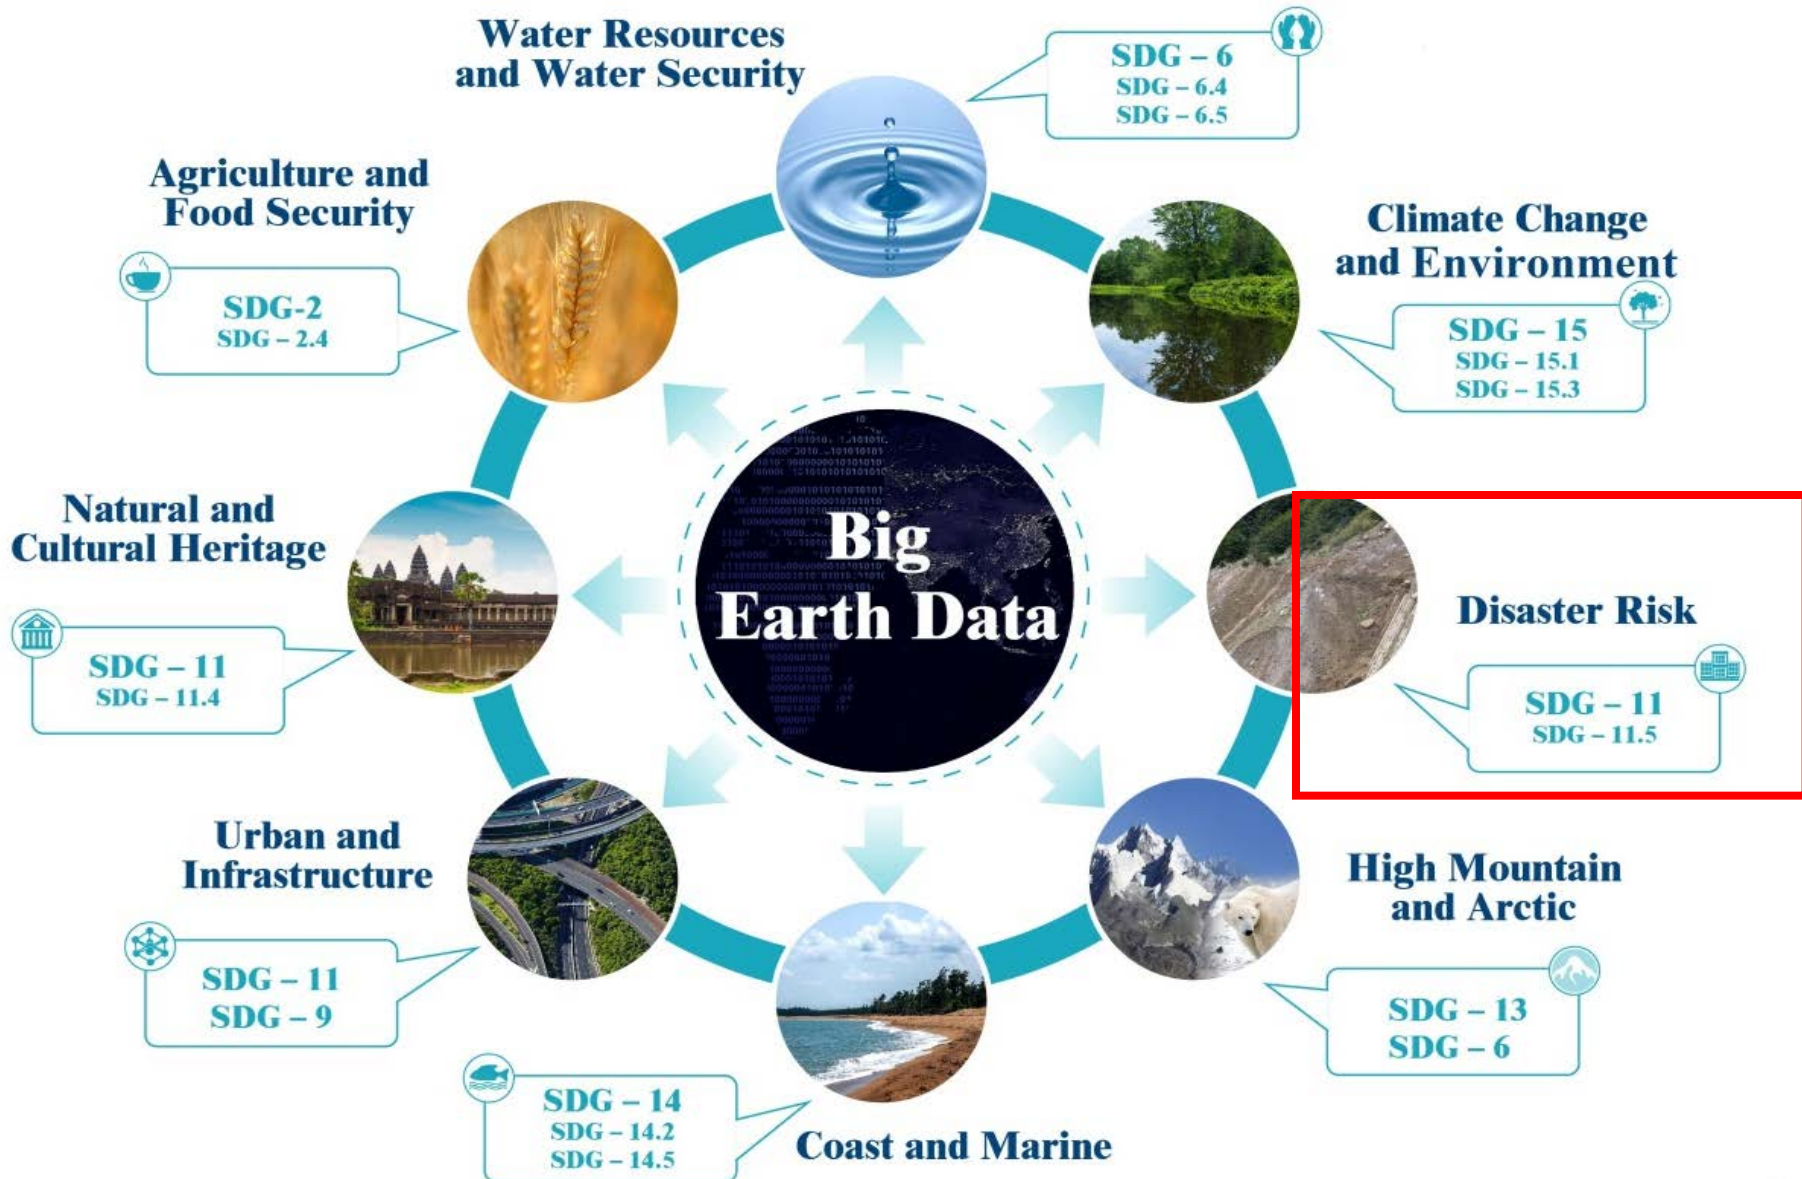 Water Resources
and Water Security
SDG – 6
SDG – 6.4
SDG – 6.5
Agriculture and
Food Security
SDG-2
SDG – 2.4
Climate Change
and Environment
SDG – 15
SDG – 15.1
SDG – 15.3
Natural and
Cultural Heritage
SDG – 11
SDG – 11.4
Big
Earth Data
Disaster Risk
SDG – 11
SDG – 11.5
Urban and
Infrastructure
SDG – 11
SDG – 9
High Mountain
and Arctic
SDG – 13
SDG – 6
SDG – 14
SDG – 14.2
SDG – 14.5
Coast and Marine